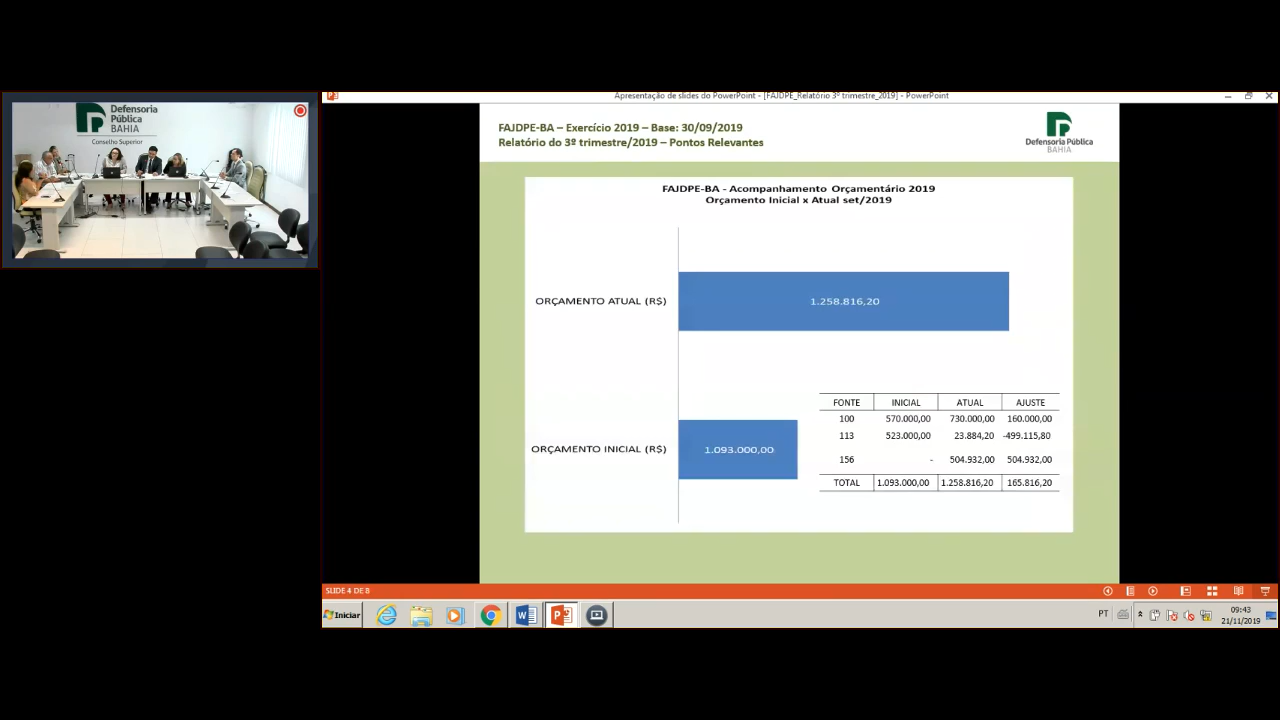 Defensoria
Pública
BAHIA
Conselho Superior
Apresentação de slides do PowerPoint - [FAJDPE_Relatório 3º trimestre_2019] - PowerPoint
FAJDPE-BA – Exercício 2019 – Base: 30/09/2019
Relatório do 3º trimestre/2019 – Pontos Relevantes
Defensoria Pública
BAHIA
FAJDPE-BA - Acompanhamento Orçamentário 2019
Orçamento Inicial x Atual set/2019
ORÇAMENTO ATUAL (R$)
1.258.816,20
ORÇAMENTO INICIAL (R$)
1.093.000,00
FONTE INICIAL ATUAL AJUSTE
100 570.000,00 730.000,00 160.000,00
113 523.000,00 23.884,20 -499.115,80
156 - 504.932,00 504.932,00
TOTAL 1.093.000,00 1.258.816,20 165.816,20
SLIDE 4 DE 8
Iniciar
PT
09:43
21/11/2019